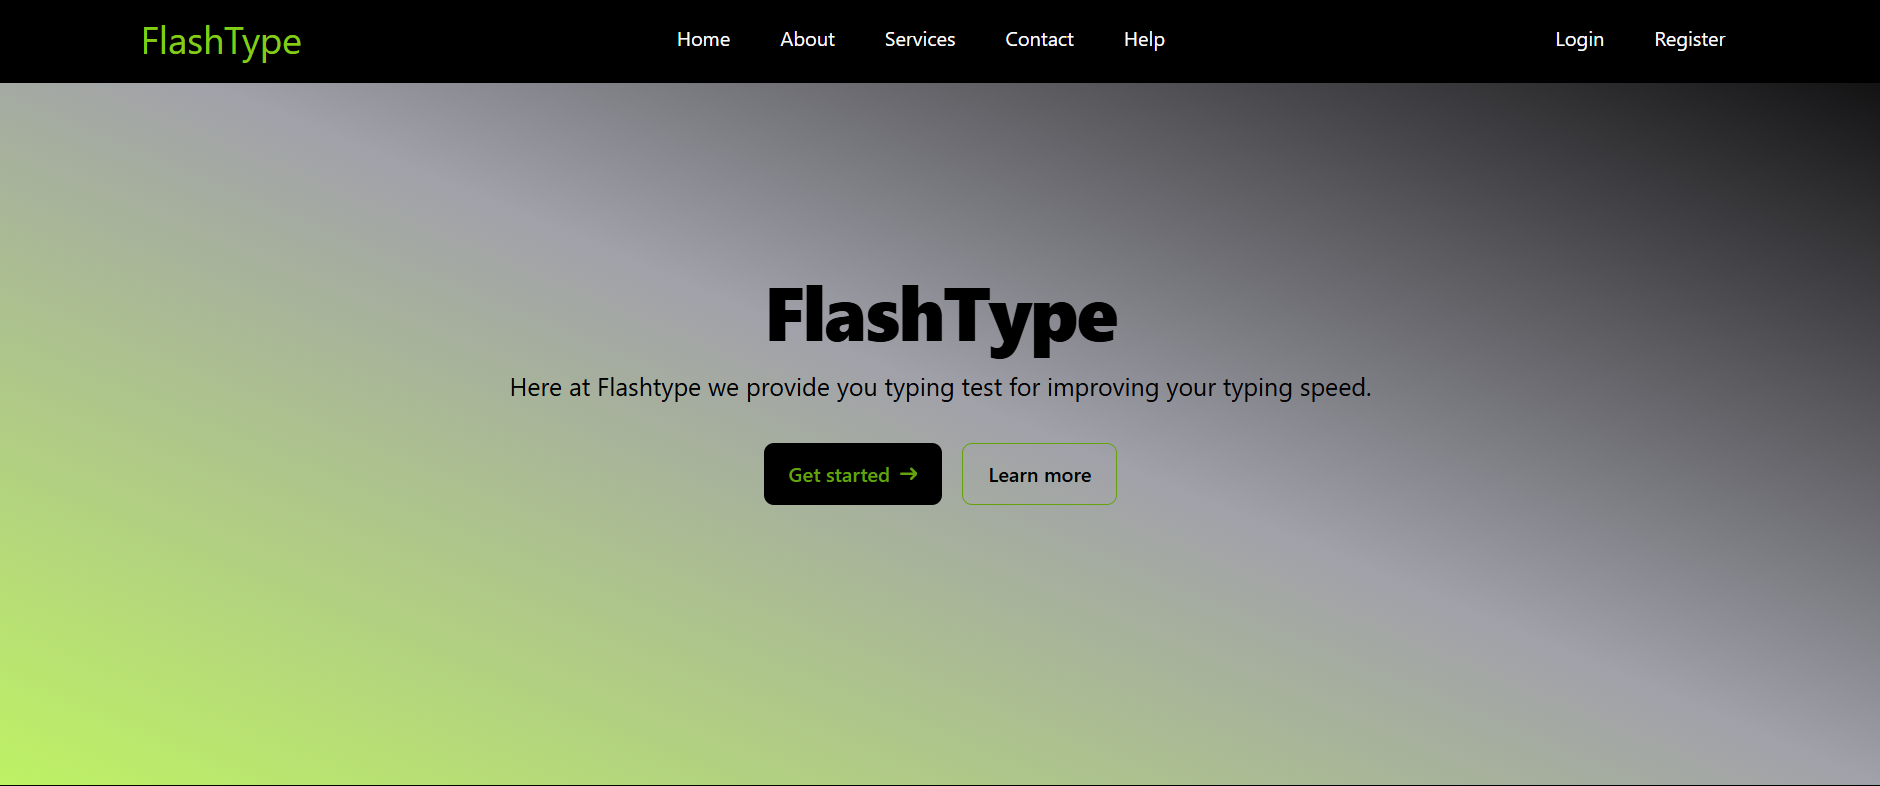 FlashType Home About Services Contact Help Login Register
FlashType
Here at Flashtype we provide you typing test for improving your typing speed.
Get started → Learn more